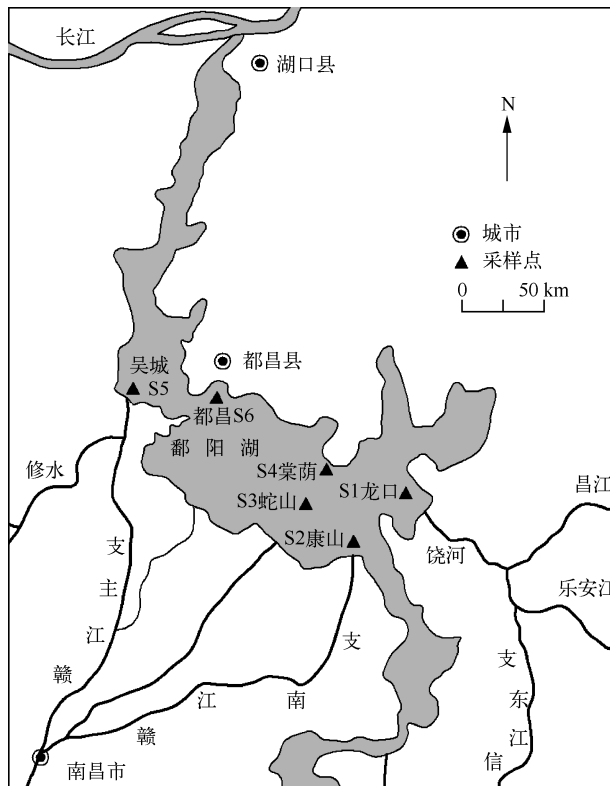 长江
湖口县
N
城市
采样点
0 50 km
都昌县
吴城
S5
都昌S6
鄱阳湖
S4棠荫
S1龙口
S3蛇山
S2康山
修水
昌江
饶河
乐安江
赣江主支
赣江南支
信江东支
南昌市